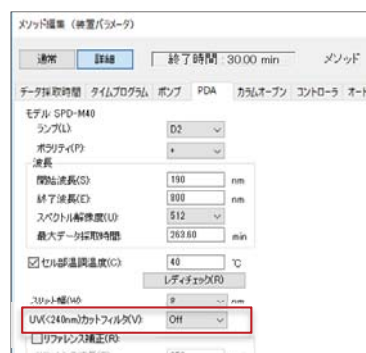 メソッド編集 (装置パラメータ)
通常 詳細 終了時間 : 30.00 min メソッド
データ採取時間 タイムプログラム ポンプ PDA カラムオーブン コントローラ オート
モデル: SPD-M40
ランプ(L): D2
ポラリティ(P): +
波長
開始波長(S): 190 nm
終了波長(E): 800 nm
スペクトル解像度(U): 512
最大データ採取時間: 263.60 min
セル部温調温度(C): 40 ℃
レディチェック(R)
スリット幅(W): 8 nm
UV(<240nm)カットフィルタ(V): Off
リファレンス補正(R):